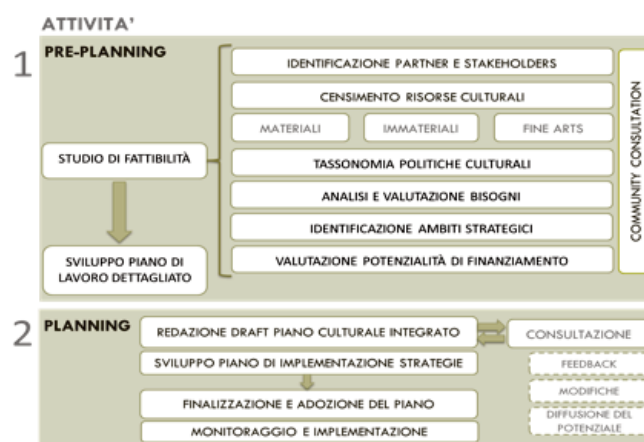 ATTIVITA'
1
PRE-PLANNING
IDENTIFICAZIONE PARTNER E STAKEHOLDERS
CENSIMENTO RISORSE CULTURALI
MATERIALI
IMMATERIALI
FINE ARTS
STUDIO DI FATTIBILITÀ
TASSONOMIA POLITICHE CULTURALI
ANALISI E VALUTAZIONE BISOGNI
IDENTIFICAZIONE AMBITI STRATEGICI
VALUTAZIONE POTENZIALITÀ DI FINANZIAMENTO
SVILUPPO PIANO DI
LAVORO DETTAGLIATO
COMMUNITY CONSULTATION
2
PLANNING
REDAZIONE DRAFT PIANO CULTURALE INTEGRATO
SVILUPPO PIANO DI IMPLEMENTAZIONE STRATEGIE
FINALIZZAZIONE E ADOZIONE DEL PIANO
MONITORAGGIO E IMPLEMENTAZIONE
CONSULTAZIONE
FEEDBACK
MODIFICHE
DIFFUSIONE DEL
POTENZIALE